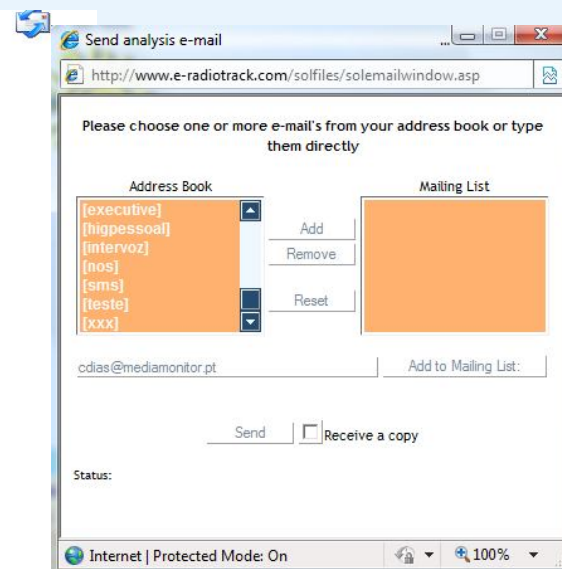 Send analysis e-mail
http://www.e-radiotrack.com/solfiles/solemailwindow.asp
Please choose one or more e-mail's from your address book or type
them directly
Address Book
Mailing List
[executive]
[higpessoal]
[intervoz]
[nos]
[sms]
[teste]
[xxx]
Add
Remove
Reset
cdias@mediamonitor.pt
Add to Mailing List:
Send
Receive a copy
Status:
Internet | Protected Mode: On
100%